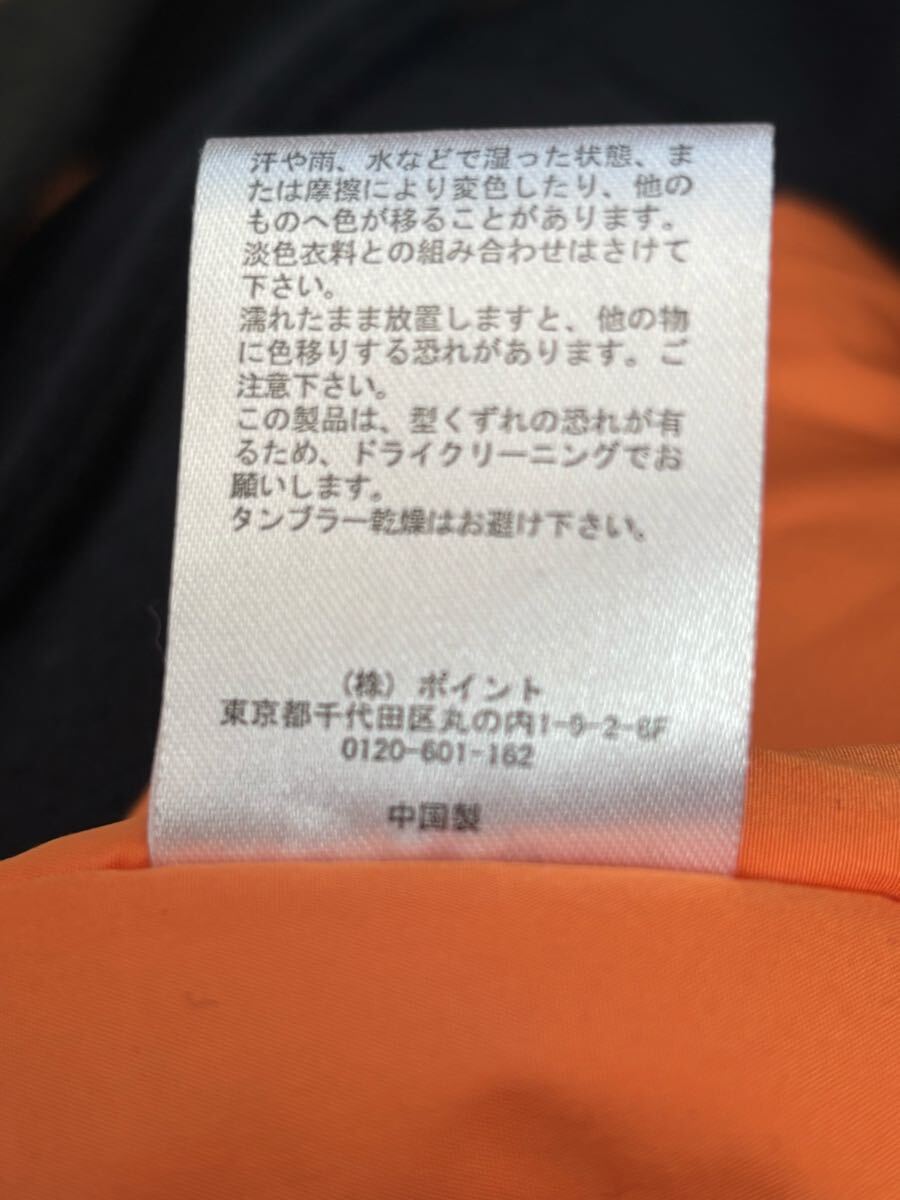 汗や雨、水などで湿った状態、ま
たは摩擦により変色したり、他の
ものへ色が移ることがあります。
淡色衣料との組み合わせはさけて
下さい。
濡れたまま放置しますと、他の物
に色移りする恐れがあります。ご
注意下さい。
この製品は、型くずれの恐れが有
るため、ドライクリーニングでお
願いします。
タンブラー乾燥はお避け下さい。
(株) ポイント
東京都千代田区丸の内1-9-2-6F
0120-601-162
中国製